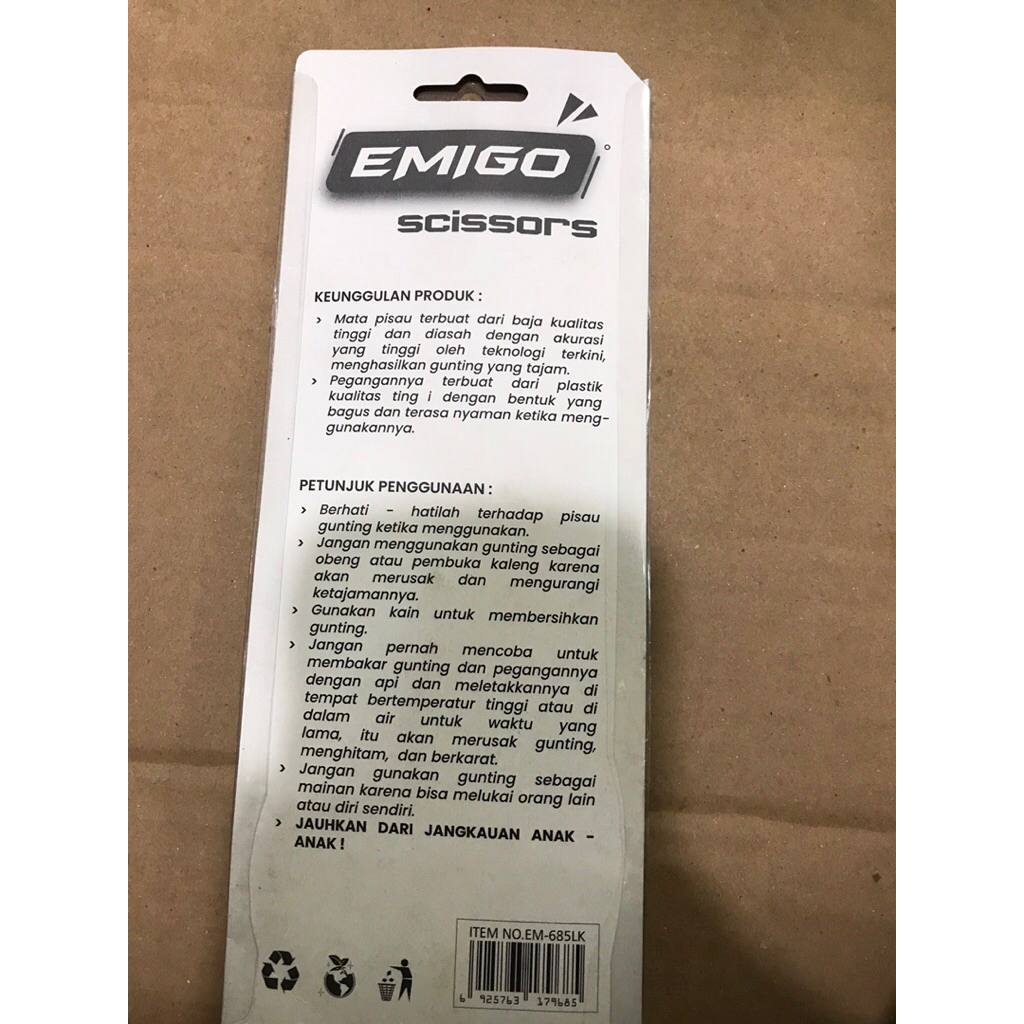 EMIGO
scissors
KEUNGGULAN PRODUK :
› Mata pisau terbuat dari baja kualitas
tinggi dan diasah dengan akurasi
yang tinggi oleh teknologi terkini,
menghasilkan gunting yang tajam.
› Pegangannya terbuat dari plastik
kualitas ting i dengan bentuk yang
bagus dan terasa nyaman ketika meng-
gunakannya.
PETUNJUK PENGGUNAAN :
› Berhati - hatilah terhadap pisau
gunting ketika menggunakan.
› Jangan menggunakan gunting sebagai
obeng atau pembuka kaleng karena
akan merusak dan mengurangi
ketajamannya.
› Gunakan kain untuk membersihkan
gunting.
› Jangan pernah mencoba untuk
membakar gunting dan pegangannya
dengan api dan meletakkannya di
tempat bertemperatur tinggi atau di
dalam air untuk waktu yang
lama, itu akan merusak gunting,
menghitam, dan berkarat.
› Jangan gunakan gunting sebagai
mainan karena bisa melukai orang lain
atau diri sendiri.
› JAUHKAN DARI JANGKAUAN ANAK -
ANAK !
ITEM NO.EM-685LK
6 925763 179685